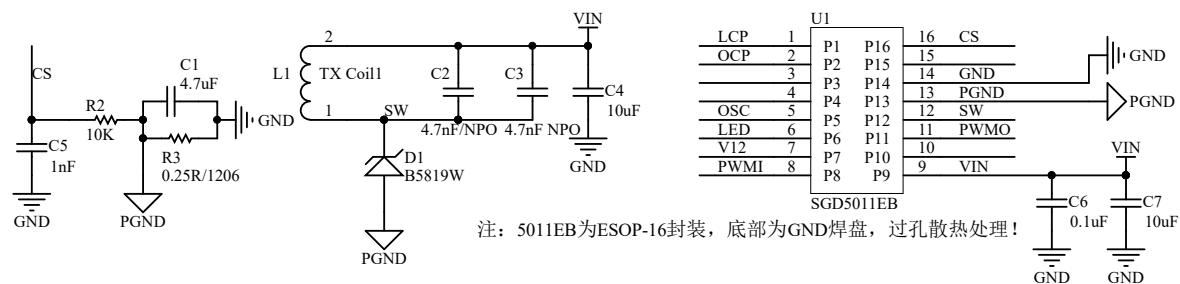 CS
C5
1nF
GND
R2
10K
C1
4.7uF
R3
0.25R/1206
GND
PGND
L1
TX Coil1
2
1
SW
C2
4.7nF/NPO
C3
4.7nF NPO
VIN
C4
10uF
GND
D1
B5819W
PGND
U1
LCP 1 P1 P16 16 CS
OCP 2 P2 P15 15
3 P3 P14 14 GND
4 P4 P13 13 PGND
OSC 5 P5 P12 12 SW
LED 6 P6 P11 11 PWMO
V12 7 P7 P10 10
PWMI 8 P8 P9 9 VIN
SGD5011EB
GND
PGND
VIN
C6
0.1uF
C7
10uF
GND
GND
注：5011EB为ESOP-16封装，底部为GND焊盘，过孔散热处理！